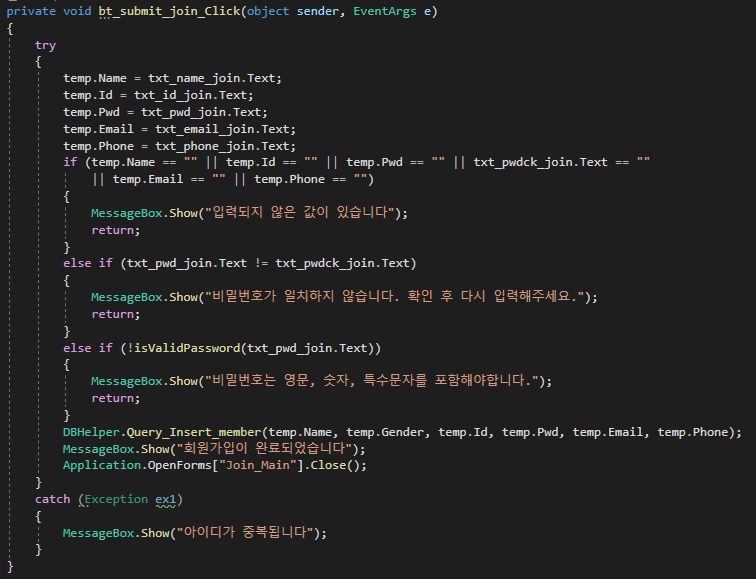 private void bt_submit_join_Click(object sender, EventArgs e)
{
try
{
temp.Name = txt_name_join.Text;
temp.Id = txt_id_join.Text;
temp.Pwd = txt_pwd_join.Text;
temp.Email = txt_email_join.Text;
temp.Phone = txt_phone_join.Text;
if (temp.Name == "" || temp.Id == "" || temp.Pwd == "" || txt_pwdck_join.Text == ""
|| temp.Email == "" || temp.Phone == "")
{
MessageBox.Show("입력되지 않은 값이 있습니다");
return;
}
else if (txt_pwd_join.Text != txt_pwdck_join.Text)
{
MessageBox.Show("비밀번호가 일치하지 않습니다. 확인 후 다시 입력해주세요.");
return;
}
else if (!isValidPassword(txt_pwd_join.Text))
{
MessageBox.Show("비밀번호는 영문, 숫자, 특수문자를 포함해야합니다.");
return;
}
DBHelper.Query_Insert_member(temp.Name, temp.Gender, temp.Id, temp.Pwd, temp.Email, temp.Phone);
MessageBox.Show("회원가입이 완료되었습니다");
Application.OpenForms["Join_Main"].Close();
}
catch (Exception ex1)
{
MessageBox.Show("아이디가 중복됩니다");
}
}